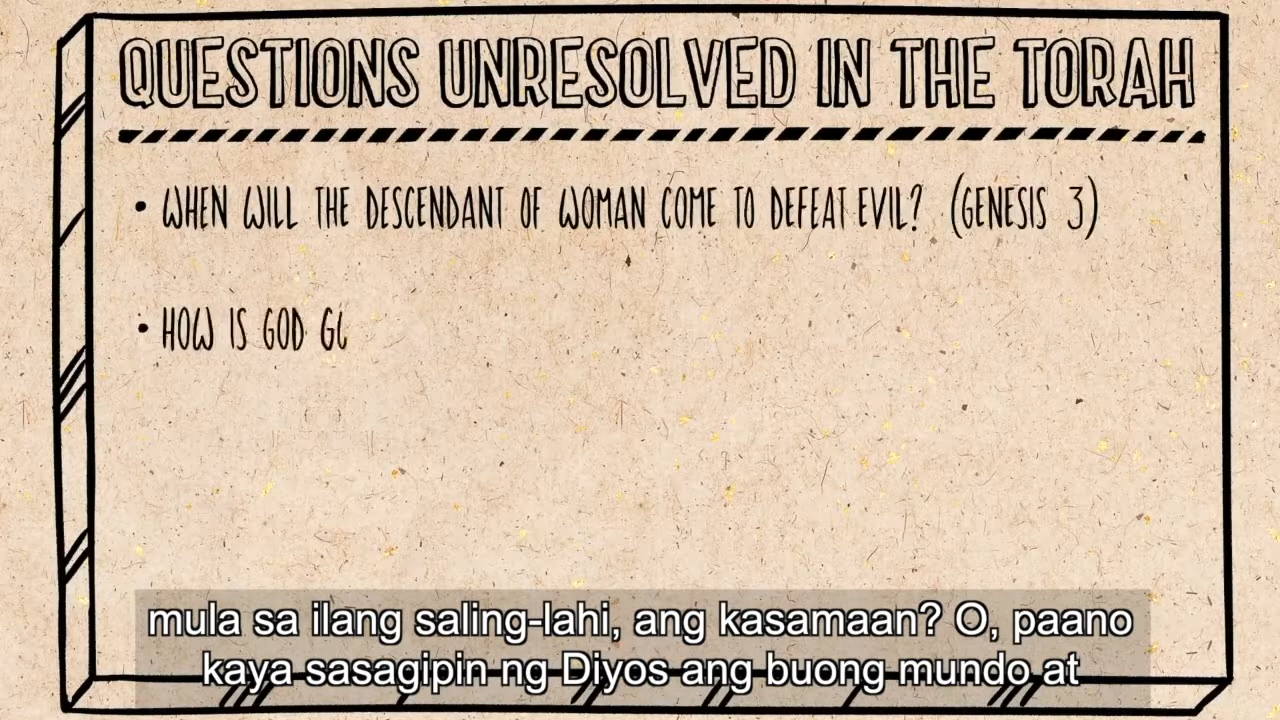 QUESTIONS UNRESOLVED IN THE TORAH
• WHEN WILL THE DESCENDANT OF WOMAN COME TO DEFEAT EVIL? (GENESIS 3)
• HOW IS GOD
mula sa ilang saling-lahi, ang kasamaan? O, paano
kaya sasagipin ng Diyos ang buong mundo at